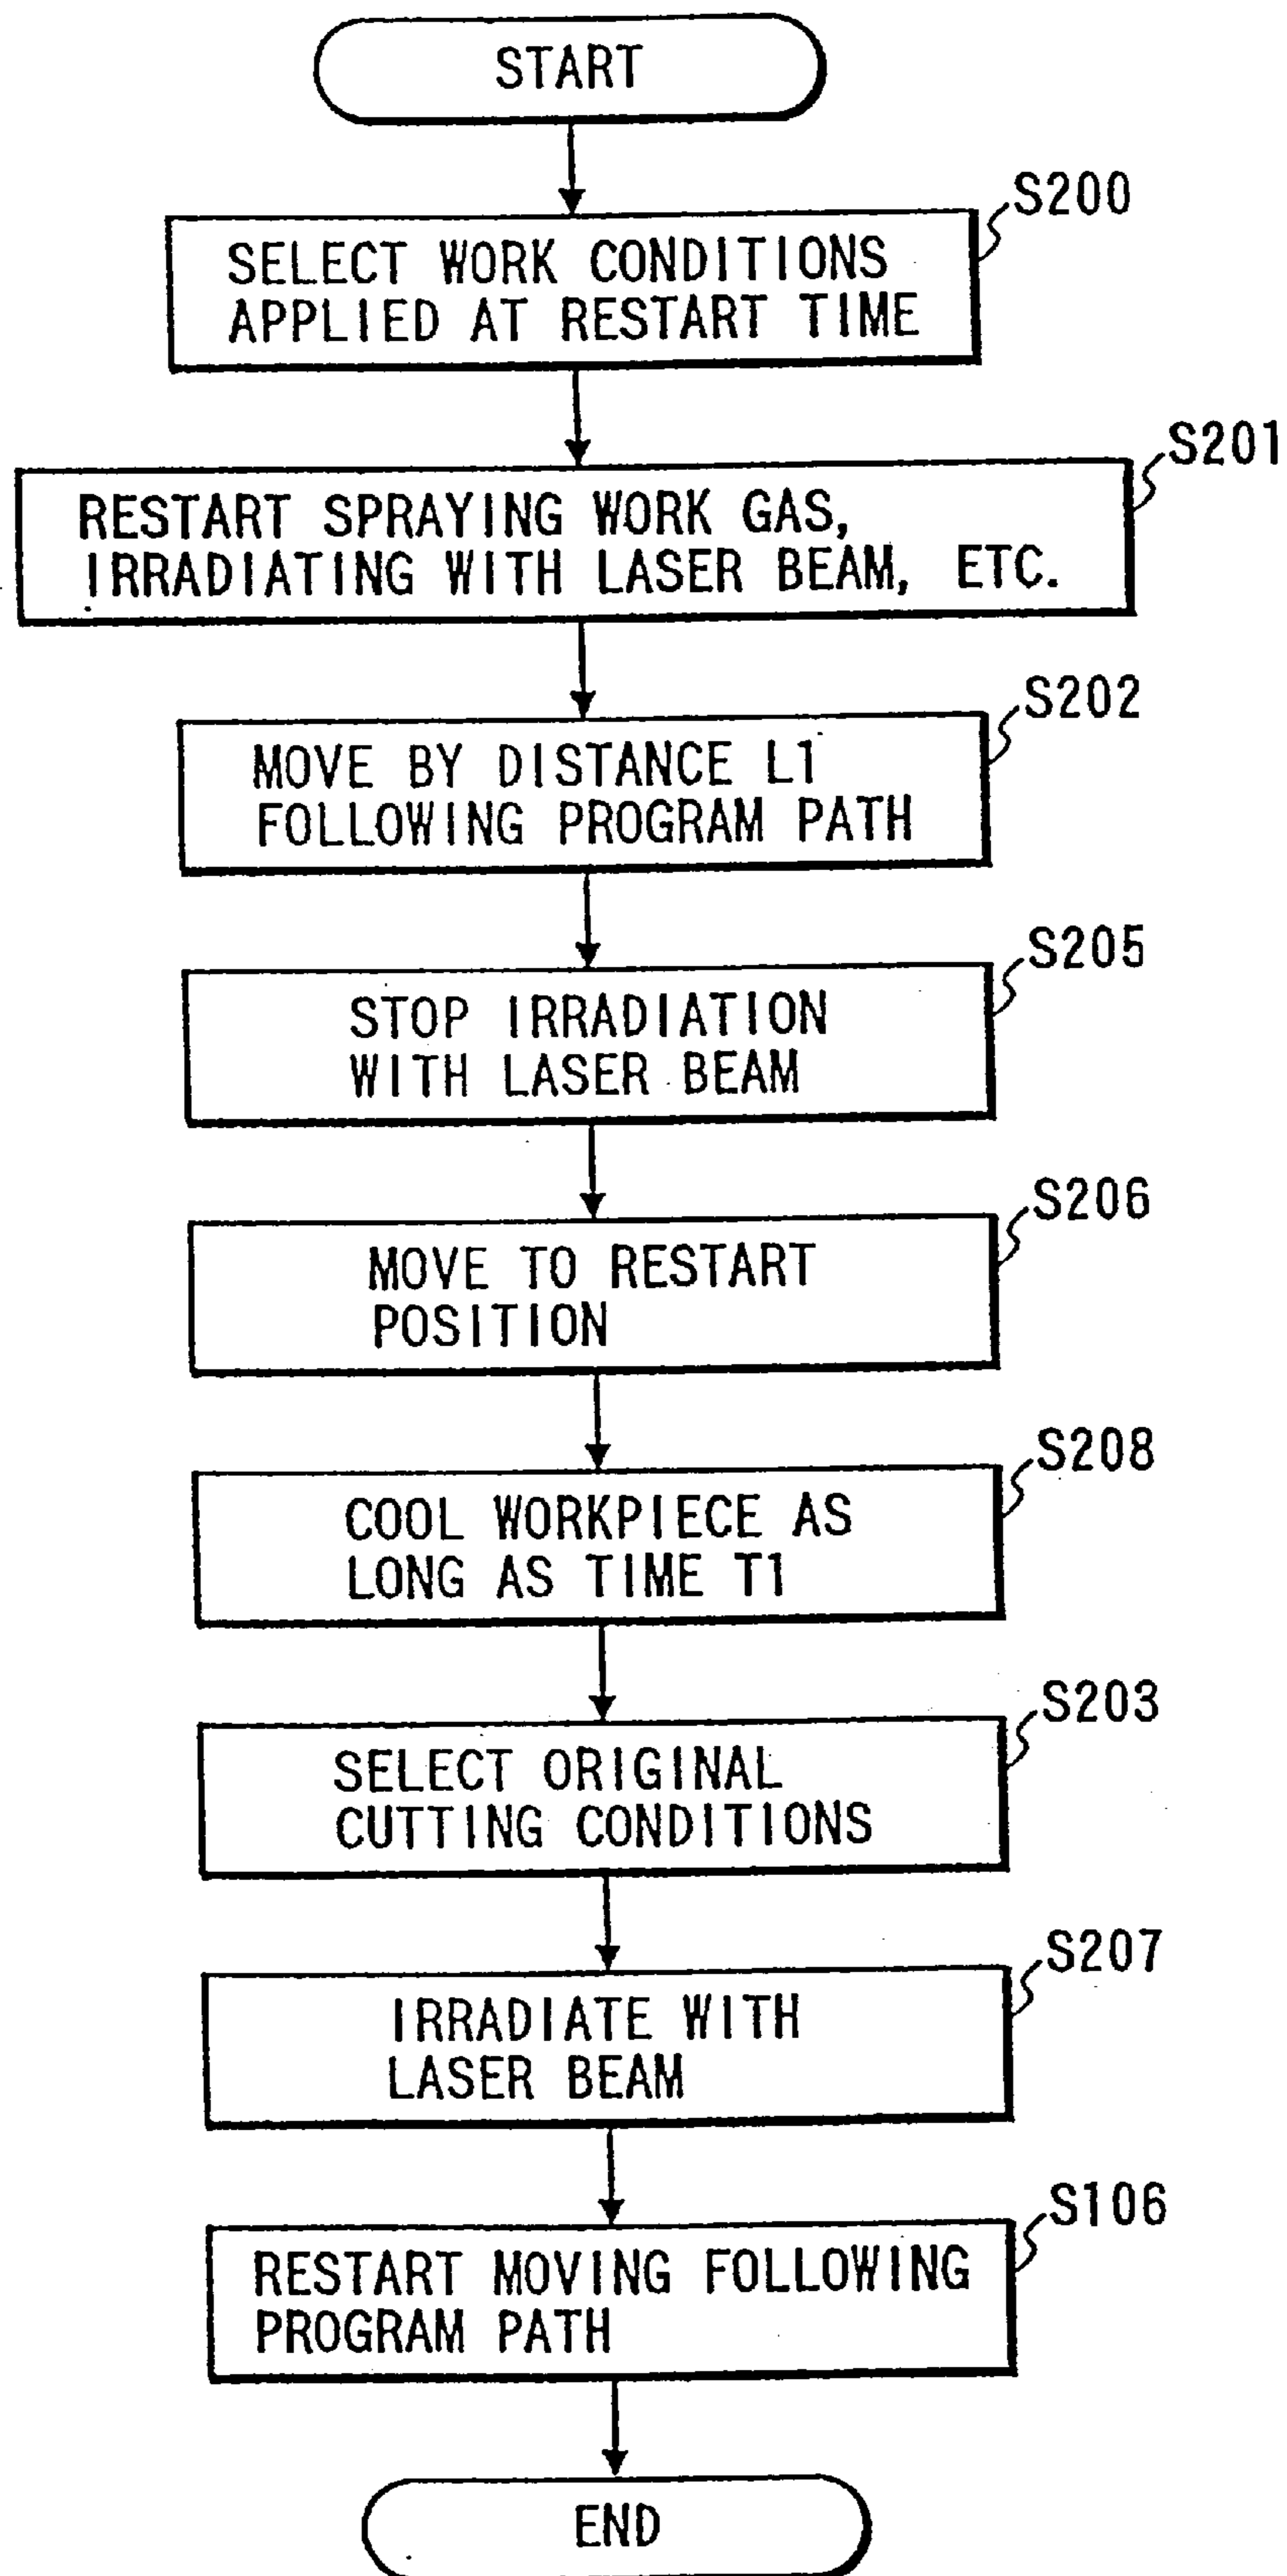 START
S200
SELECT WORK CONDITIONS
APPLIED AT RESTART TIME
S201
RESTART SPRAYING WORK GAS,
IRRADIATING WITH LASER BEAM, ETC.
S202
MOVE BY DISTANCE L1
FOLLOWING PROGRAM PATH
S205
STOP IRRADIATION
WITH LASER BEAM
S206
MOVE TO RESTART
POSITION
S208
COOL WORKPIECE AS
LONG AS TIME T1
S203
SELECT ORIGINAL
CUTTING CONDITIONS
S207
IRRADIATE WITH
LASER BEAM
S106
RESTART MOVING FOLLOWING
PROGRAM PATH
END